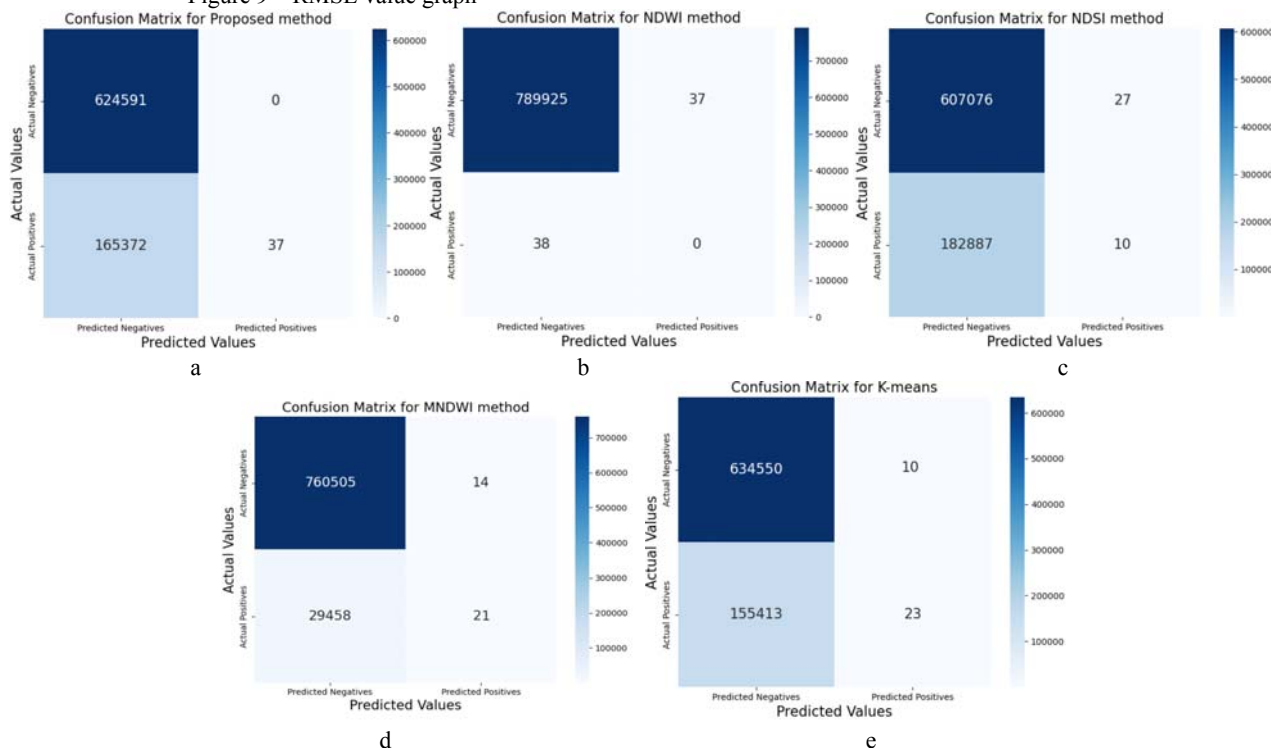 Figure 9 – RMSE value graph
Confusion Matrix for Proposed method
Actual Values
Actual Negatives
Actual Positives
624591
0
165372
37
600000
500000
400000
300000
200000
100000
0
Predicted Negatives
Predicted Positives
Predicted Values
a
Confusion Matrix for NDWI method
Actual Values
Actual Negatives
Actual Positives
789925
37
38
0
700000
600000
500000
400000
300000
200000
100000
0
Predicted Negatives
Predicted Positives
Predicted Values
b
Confusion Matrix for NDSI method
Actual Values
Actual Negatives
Actual Positives
607076
27
182887
10
600000
500000
400000
300000
200000
100000
Predicted Negatives
Predicted Positives
Predicted Values
c
Confusion Matrix for MNDWI method
Actual Values
Actual Negatives
Actual Positives
760505
14
29458
21
700000
600000
500000
400000
300000
200000
100000
Predicted Negatives
Predicted Positives
Predicted Values
d
Confusion Matrix for K-means
Actual Values
Actual Negatives
Actual Positives
634550
10
155413
23
600000
500000
400000
300000
200000
100000
Predicted Negatives
Predicted Positives
Predicted Values
e